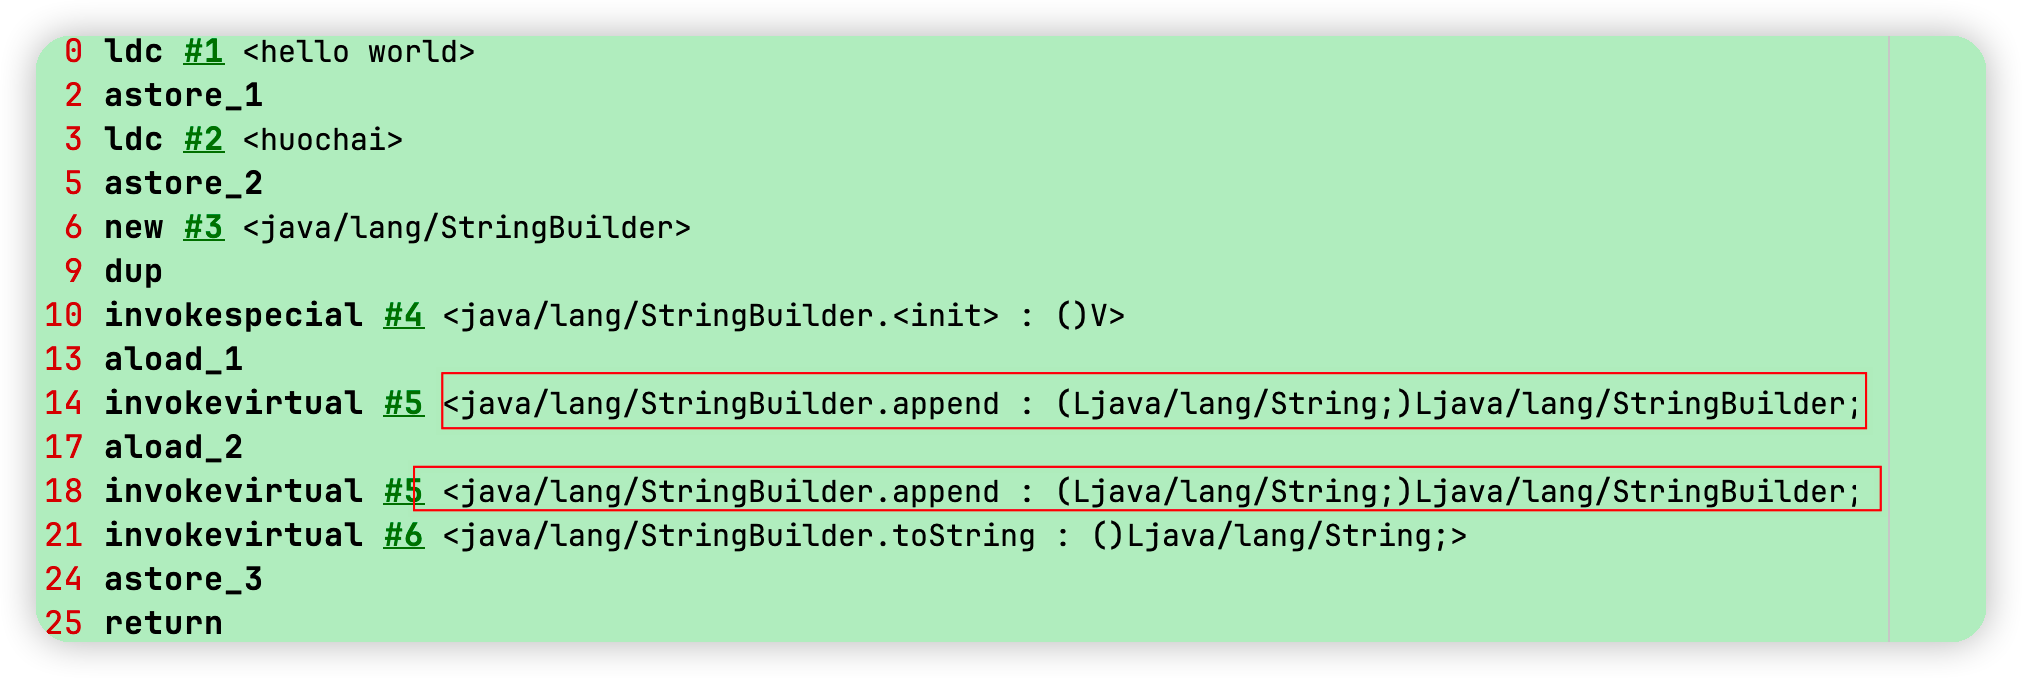 0 ldc #1 <hello world>
2 astore_1
3 ldc #2 <huochai>
5 astore_2
6 new #3 <java/lang/StringBuilder>
9 dup
10 invokespecial #4 <java/lang/StringBuilder.<init> : ()V>
13 aload_1
14 invokevirtual #5 <java/lang/StringBuilder.append : (Ljava/lang/String;)Ljava/lang/StringBuilder;
17 aload_2
18 invokevirtual #5 <java/lang/StringBuilder.append : (Ljava/lang/String;)Ljava/lang/StringBuilder;
21 invokevirtual #6 <java/lang/StringBuilder.toString : ()Ljava/lang/String;>
24 astore_3
25 return